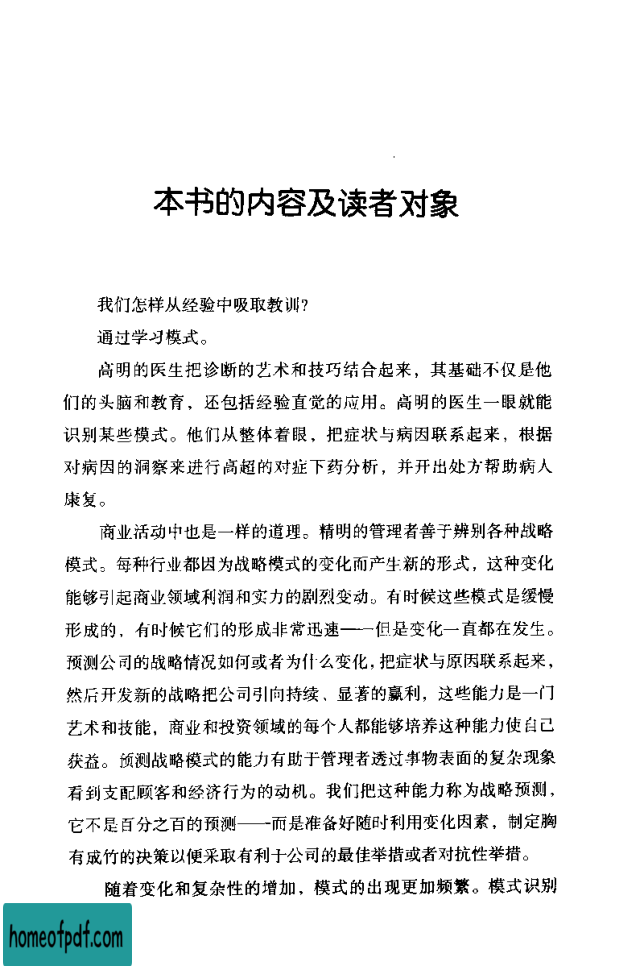 本书的内容及读者对象
我们怎样从经验中吸取教训?
通过学习模式。
高明的医生把诊断的艺术和技巧结合起来，其基础不仅是他
们的头脑和教育，还包括经验直觉的应用。高明的医生一眼就能
识别某些模式。他们从整体着眼，把症状与病因联系起来，根据
对病因的洞察来进行高超的对症下药分析，并开出处方帮助病人
康复。
商业活动中也是一样的道理。精明的管理者善于辨别各种战略
模式。每种行业都因为战略模式的变化而产生新的形式，这种变化
能够引起商业领域利润和实力的剧烈变动。有时候这些模式是缓慢
形成的，有时候它们的形成非常迅速——但是变化一直都在发生。
预测公司的战略情况如何或者为什么变化，把症状与原因联系起来，
然后开发新的战略把公司引向持续、显著的赢利，这些能力是一门
艺术和技能，商业和投资领域的每个人都能够培养这种能力使自己
获益。预测战略模式的能力有助于管理者透过事物表面的复杂现象
看到支配顾客和经济行为的动机。我们把这种能力称为战略预测，
它不是百分之百的预测——而是准备好随时利用变化因素，制定胸
有成竹的决策以便采取有利于公司的最佳举措或者对抗性举措。
随着变化和复杂性的增加，模式的出现更加频繁。模式识别
homeofpdf.com